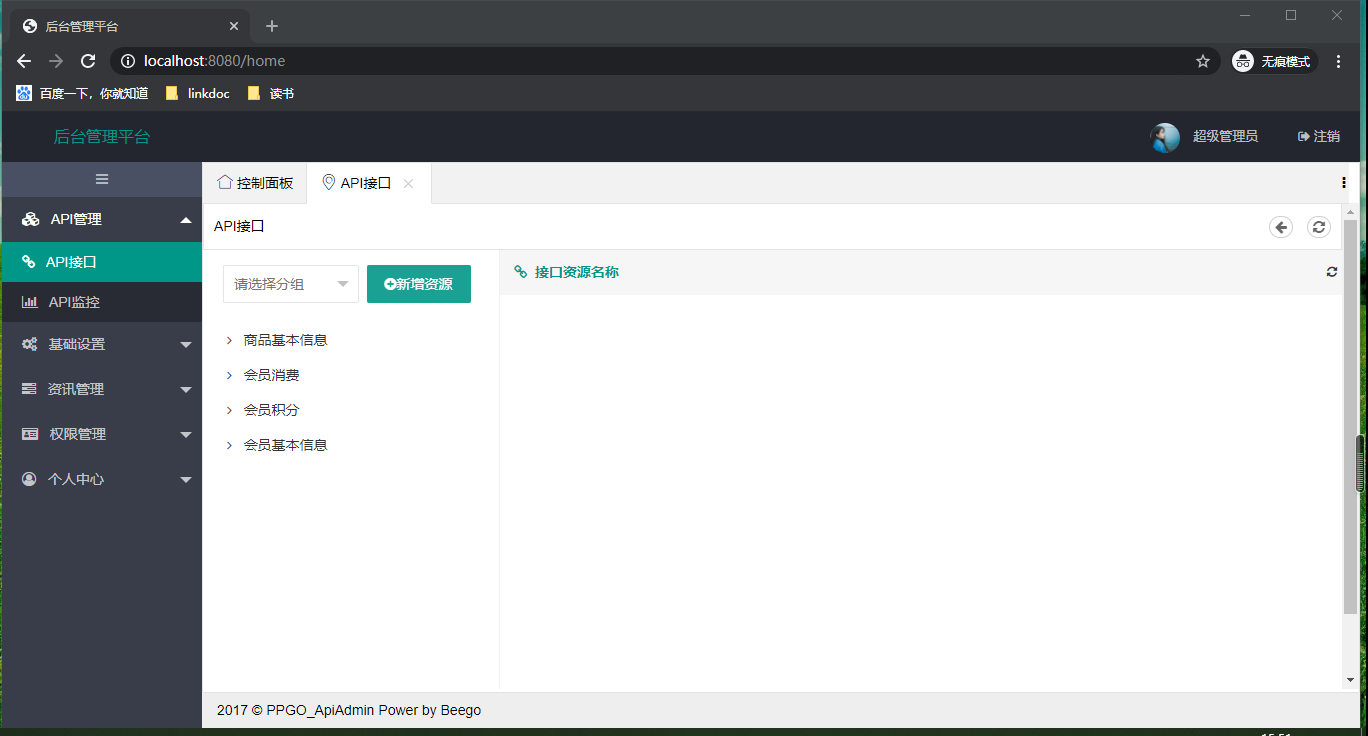 后台管理平台
localhost:8080/home
无痕模式
百度一下，你就知道 linkdoc 读书
后台管理平台
超级管理员 注销
控制面板 API接口
API管理
API接口
API监控
基础设置
资讯管理
权限管理
个人中心
API接口
请选择分组 新增资源
接口资源名称
商品基本信息
会员消费
会员积分
会员基本信息
2017 © PPGO_ApiAdmin Power by Beego